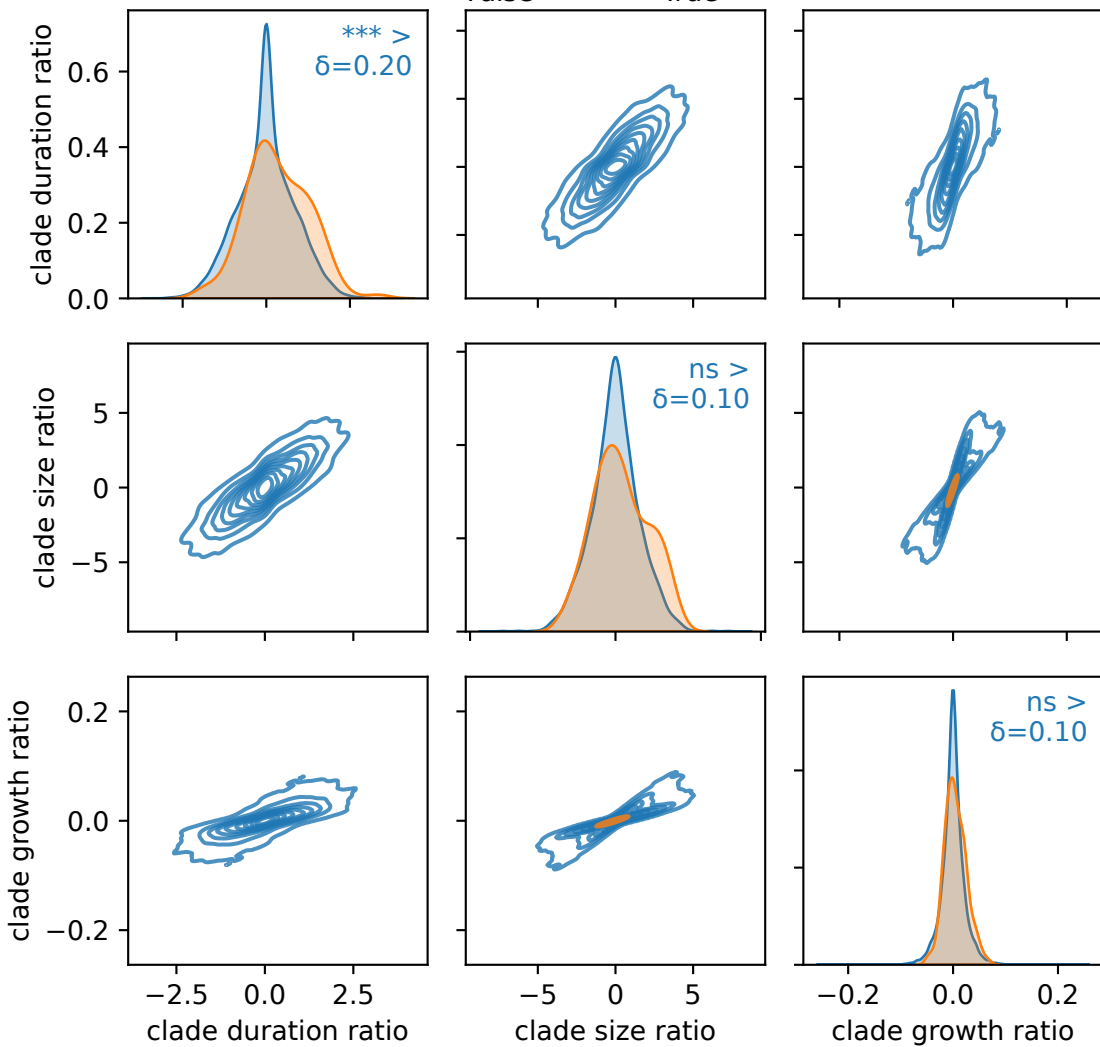 clade duration ratio
0.6
0.4
0.2
0.0
*** >
δ=0.20
clade size ratio
5
0
−5
ns >
δ=0.10
clade growth ratio
0.2
0.0
−0.2
ns >
δ=0.10
−2.5 0.0 2.5
−5 0 5
−0.2 0.0 0.2
clade duration ratio
clade size ratio
clade growth ratio